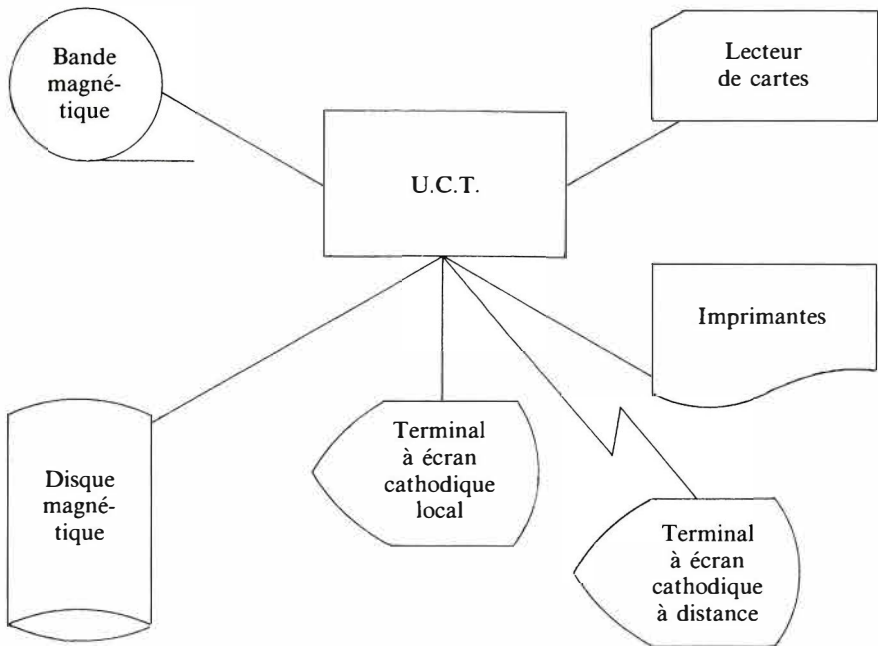 Bande
magné-
tique
Lecteur
de cartes
U.C.T.
Imprimantes
Terminal
à écran
cathodique
local
Disque
magné-
tique
Terminal
à écran
cathodique
à distance